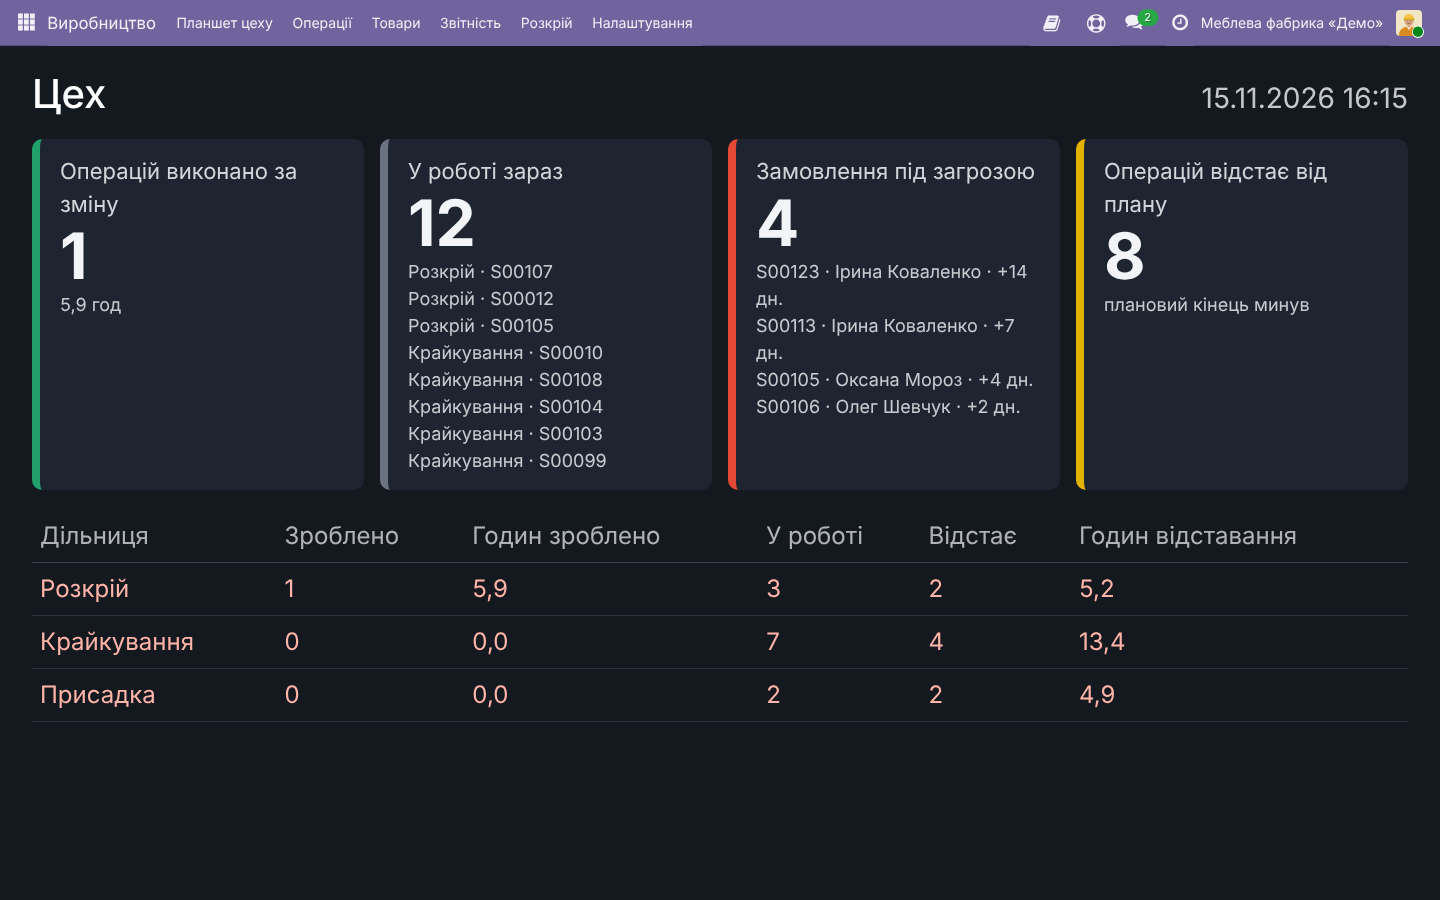 Виробництво Планшет цеху Операції Товари Звітність Розкрій Налаштування 2 Меблева фабрика «Демо»
Цех
15.11.2026 16:15
Операцій виконано за
зміну
1
5,9 год
У роботі зараз
12
Розкрій · S00107
Розкрій · S00012
Розкрій · S00105
Крайкування · S00010
Крайкування · S00108
Крайкування · S00104
Крайкування · S00103
Крайкування · S00099
Замовлення під загрозою
4
S00123 · Ірина Коваленко · +14
дн.
S00113 · Ірина Коваленко · +7
дн.
S00105 · Оксана Мороз · +4 дн.
S00106 · Олег Шевчук · +2 дн.
Операцій відстає від
плану
8
плановий кінець минув
Дільниця Зроблено Годин зроблено У роботі Відстає Годин відставання
Розкрій 1 5,9 3 2 5,2
Крайкування 0 0,0 7 4 13,4
Присадка 0 0,0 2 2 4,9